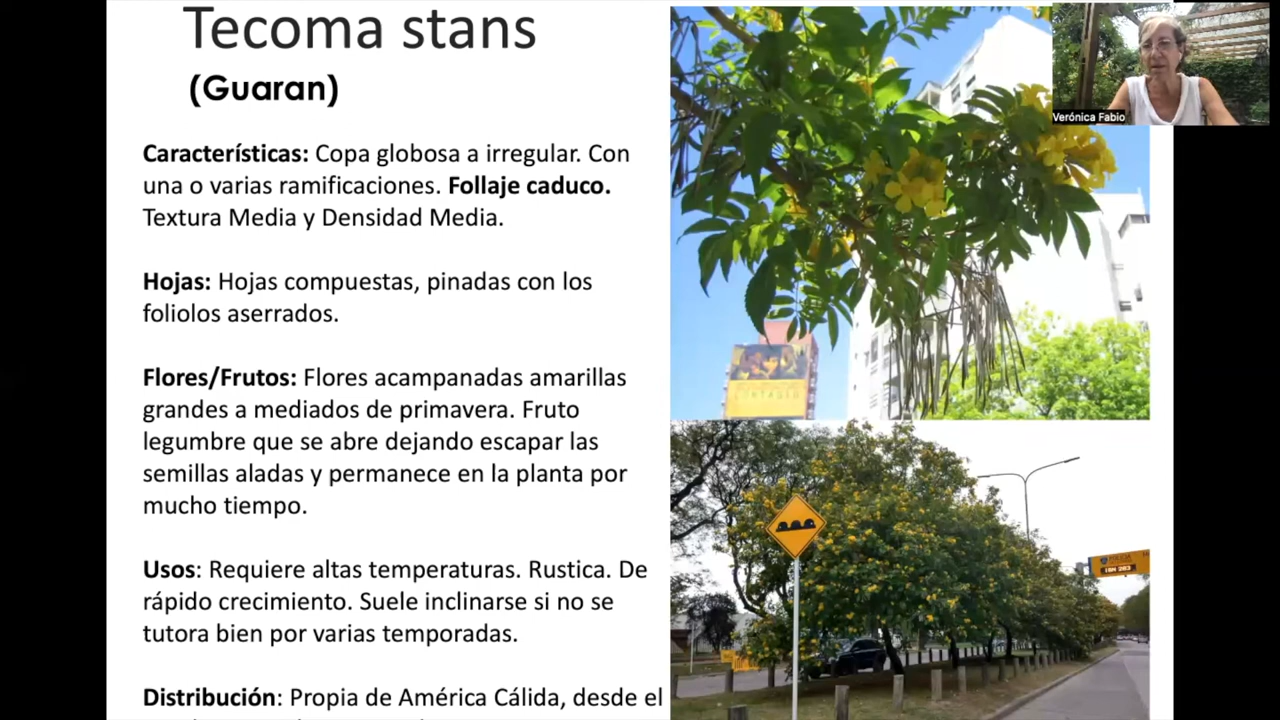 Tecoma stans
(Guaran)
Características: Copa globosa a irregular. Con
una o varias ramificaciones. Follaje caduco.
Textura Media y Densidad Media.
Hojas: Hojas compuestas, pinadas con los
foliolos aserrados.
Flores/Frutos: Flores acampanadas amarillas
grandes a mediados de primavera. Fruto
legumbre que se abre dejando escapar las
semillas aladas y permanece en la planta por
mucho tiempo.
Usos: Requiere altas temperaturas. Rustica. De
rápido crecimiento. Suele inclinarse si no se
tutora bien por varias temporadas.
Distribución: Propia de América Cálida, desde el
Verónica Fabio